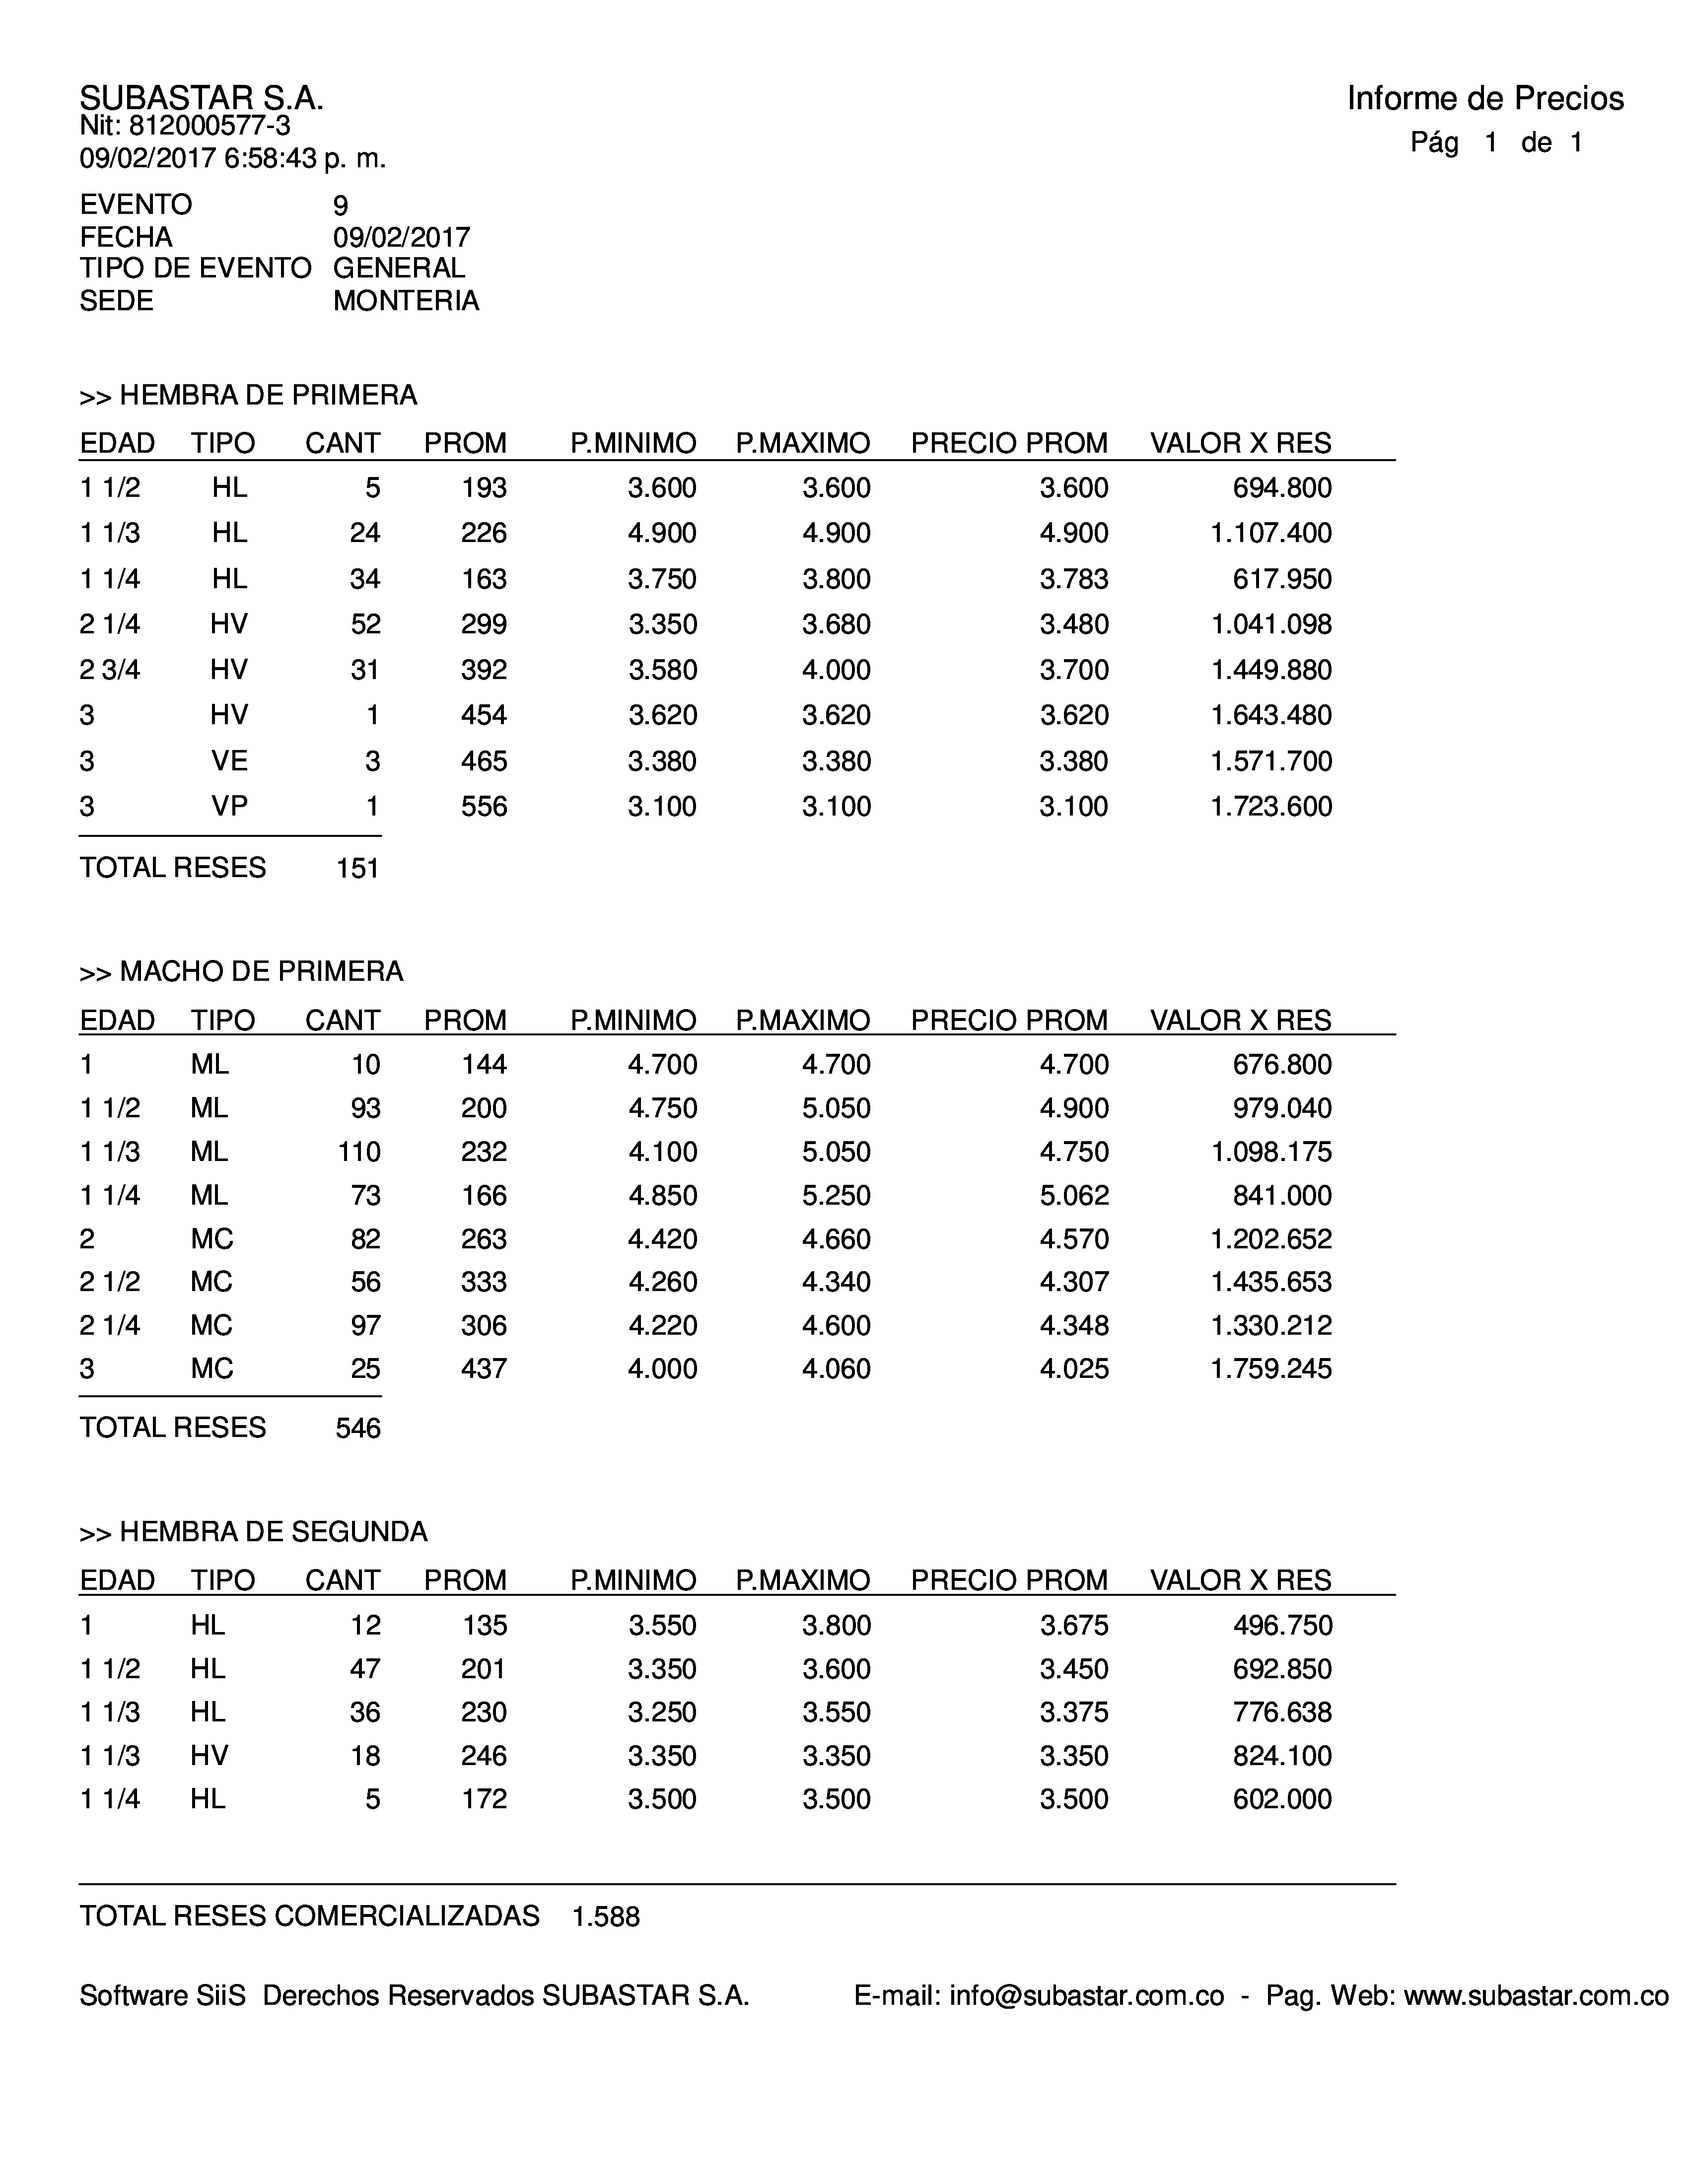 SUBASTAR S.A.
Nit: 812000577-3
09/02/2017 6:58:43 p. m.
Informe de Precios
Pág 1 de 1
EVENTO 9
FECHA 09/02/2017
TIPO DE EVENTO GENERAL
SEDE MONTERIA
>> HEMBRA DE PRIMERA
EDAD TIPO CANT PROM P.MINIMO P.MAXIMO PRECIO PROM VALOR X RES
1 1/2 HL 5 193 3.600 3.600 3.600 694.800
1 1/3 HL 24 226 4.900 4.900 4.900 1.107.400
1 1/4 HL 34 163 3.750 3.800 3.783 617.950
2 1/4 HV 52 299 3.350 3.680 3.480 1.041.098
2 3/4 HV 31 392 3.580 4.000 3.700 1.449.880
3 HV 1 454 3.620 3.620 3.620 1.643.480
3 VE 3 465 3.380 3.380 3.380 1.571.700
3 VP 1 556 3.100 3.100 3.100 1.723.600
TOTAL RESES 151
>> MACHO DE PRIMERA
EDAD TIPO CANT PROM P.MINIMO P.MAXIMO PRECIO PROM VALOR X RES
1 ML 10 144 4.700 4.700 4.700 676.800
1 1/2 ML 93 200 4.750 5.050 4.900 979.040
1 1/3 ML 110 232 4.100 5.050 4.750 1.098.175
1 1/4 ML 73 166 4.850 5.250 5.062 841.000
2 MC 82 263 4.420 4.660 4.570 1.202.652
2 1/2 MC 56 333 4.260 4.340 4.307 1.435.653
2 1/4 MC 97 306 4.220 4.600 4.348 1.330.212
3 MC 25 437 4.000 4.060 4.025 1.759.245
TOTAL RESES 546
>> HEMBRA DE SEGUNDA
EDAD TIPO CANT PROM P.MINIMO P.MAXIMO PRECIO PROM VALOR X RES
1 HL 12 135 3.550 3.800 3.675 496.750
1 1/2 HL 47 201 3.350 3.600 3.450 692.850
1 1/3 HL 36 230 3.250 3.550 3.375 776.638
1 1/3 HV 18 246 3.350 3.350 3.350 824.100
1 1/4 HL 5 172 3.500 3.500 3.500 602.000
TOTAL RESES COMERCIALIZADAS 1.588
Software SiiS Derechos Reservados SUBASTAR S.A. E-mail: info@subastar.com.co - Pag. Web: www.subastar.com.co